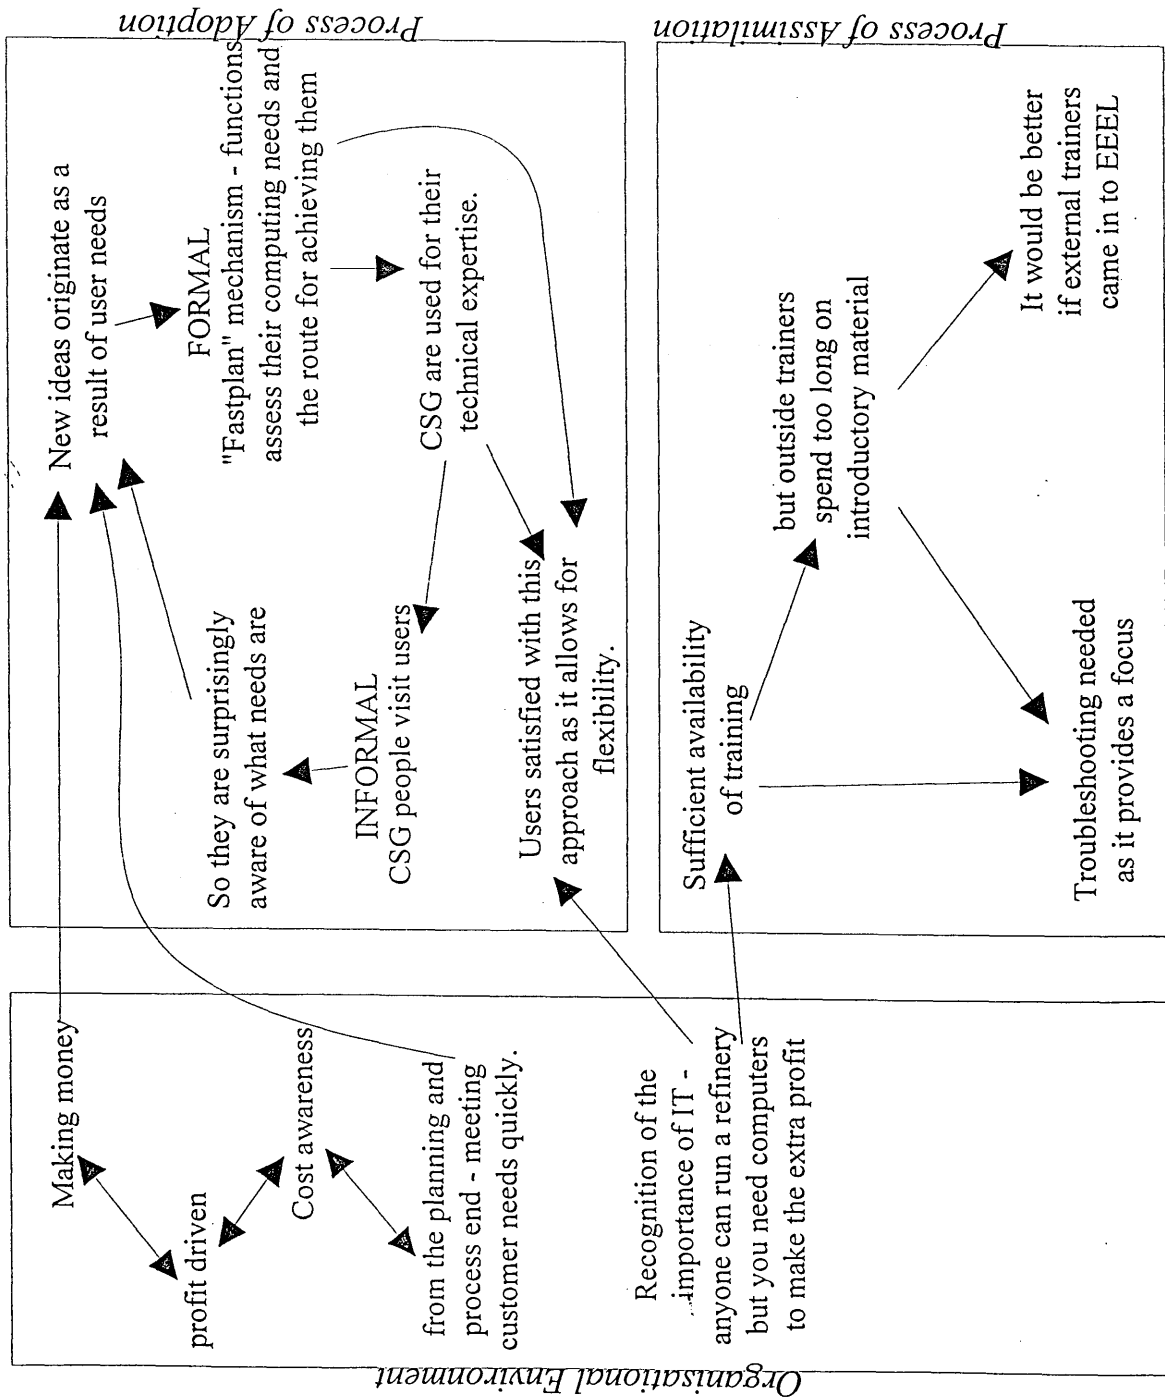 Organisational Environment
Making money
profit driven
Cost awareness
from the planning and
process end - meeting
customer needs quickly.
Recognition of the
importance of IT -
anyone can run a refinery
but you need computers
to make the extra profit
Process of Adoption
New ideas originate as a
result of user needs
FORMAL
"Fastplan" mechanism - functions
assess their computing needs and
the route for achieving them
CSG are used for their
technical expertise.
So they are surprisingly
aware of what needs are
INFORMAL
CSG people visit users
Users satisfied with this
approach as it allows for
flexibility.
Process of Assimilation
Sufficient availability
of training
but outside trainers
spend too long on
introductory material
Troubleshooting needed
as it provides a focus
It would be better
if external trainers
came in to EEEL